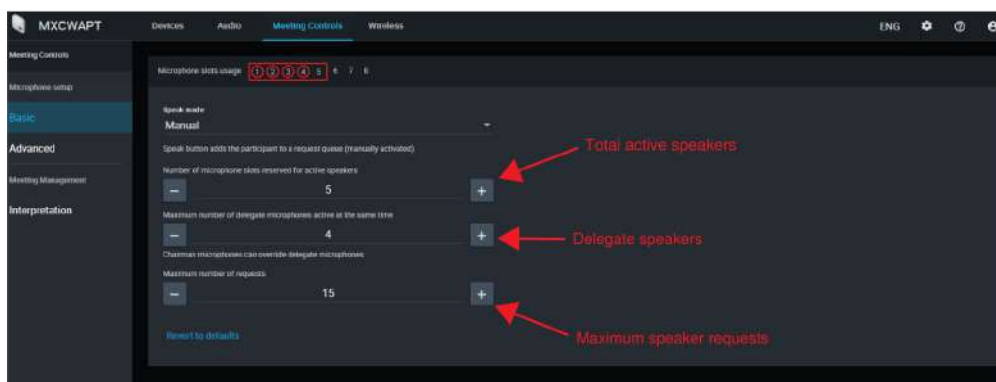 MXCWAPT Devices Audio Meeting Controls Wireless ENG
Meeting Controls
Microphone slots usage 1 2 3 4 5 6 7 8
Microphone setup
Basic
Speak mode
Manual
Advanced
Speak button adds the participant to a request queue (manually activated)
Total active speakers
Number of microphone slots reserved for active speakers
Meeting Management
− 5 +
Interpretation
Maximum number of delegate microphones active at the same time
− 4 +
Delegate speakers
Chairman microphones can override delegate microphones
Maximum number of requests
− 15 +
Revert to defaults
Maximum speaker requests